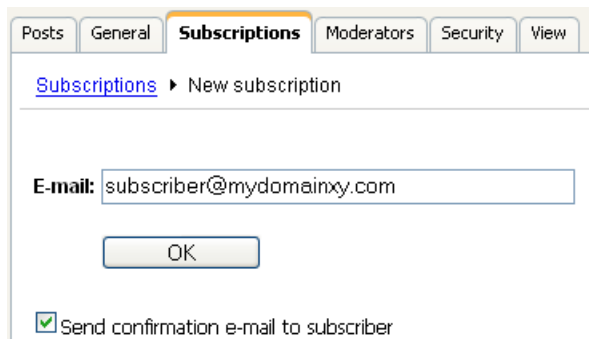 Posts General Subscriptions Moderators Security View
Subscriptions ▸ New subscription
E-mail: subscriber@mydomainxy.com
OK
Send confirmation e-mail to subscriber